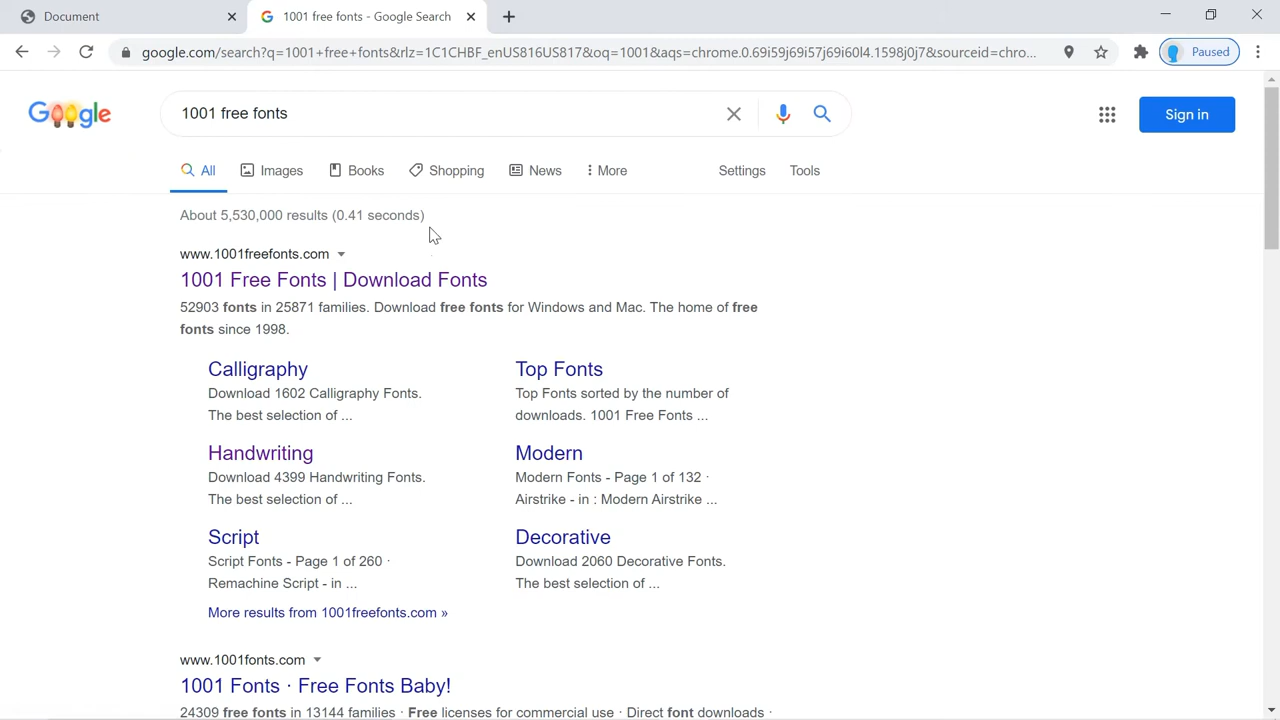 Document
1001 free fonts - Google Search
google.com/search?q=1001+free+fonts&rlz=1C1CHBF_enUS816US817&oq=1001&aqs=chrome.0.69i59j69i57j69i60l4.1598j0j7&sourceid=chro...
Paused
Google
1001 free fonts
Sign in
All
Images
Books
Shopping
News
More
Settings
Tools
About 5,530,000 results (0.41 seconds)
www.1001freefonts.com
1001 Free Fonts | Download Fonts
52903 fonts in 25871 families. Download free fonts for Windows and Mac. The home of free
fonts since 1998.
Calligraphy
Download 1602 Calligraphy Fonts.
The best selection of ...
Top Fonts
Top Fonts sorted by the number of
downloads. 1001 Free Fonts ...
Handwriting
Download 4399 Handwriting Fonts.
The best selection of ...
Modern
Modern Fonts - Page 1 of 132 ·
Airstrike - in : Modern Airstrike ...
Script
Script Fonts - Page 1 of 260 ·
Remachine Script - in ...
Decorative
Download 2060 Decorative Fonts.
The best selection of ...
More results from 1001freefonts.com »
www.1001fonts.com
1001 Fonts · Free Fonts Baby!
24309 free fonts in 13144 families · Free licenses for commercial use · Direct font downloads ·